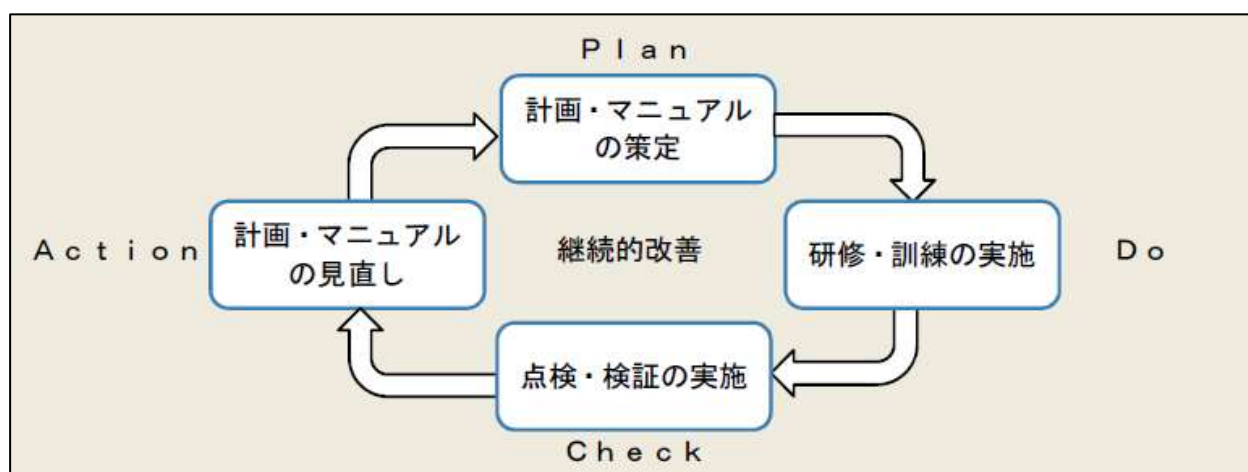 Ｐｌａｎ
計画・マニュアル
の策定
Ａｃｔｉｏｎ
計画・マニュアル
の見直し
継続的改善
研修・訓練の実施
Ｄｏ
点検・検証の実施
Ｃｈｅｃｋ